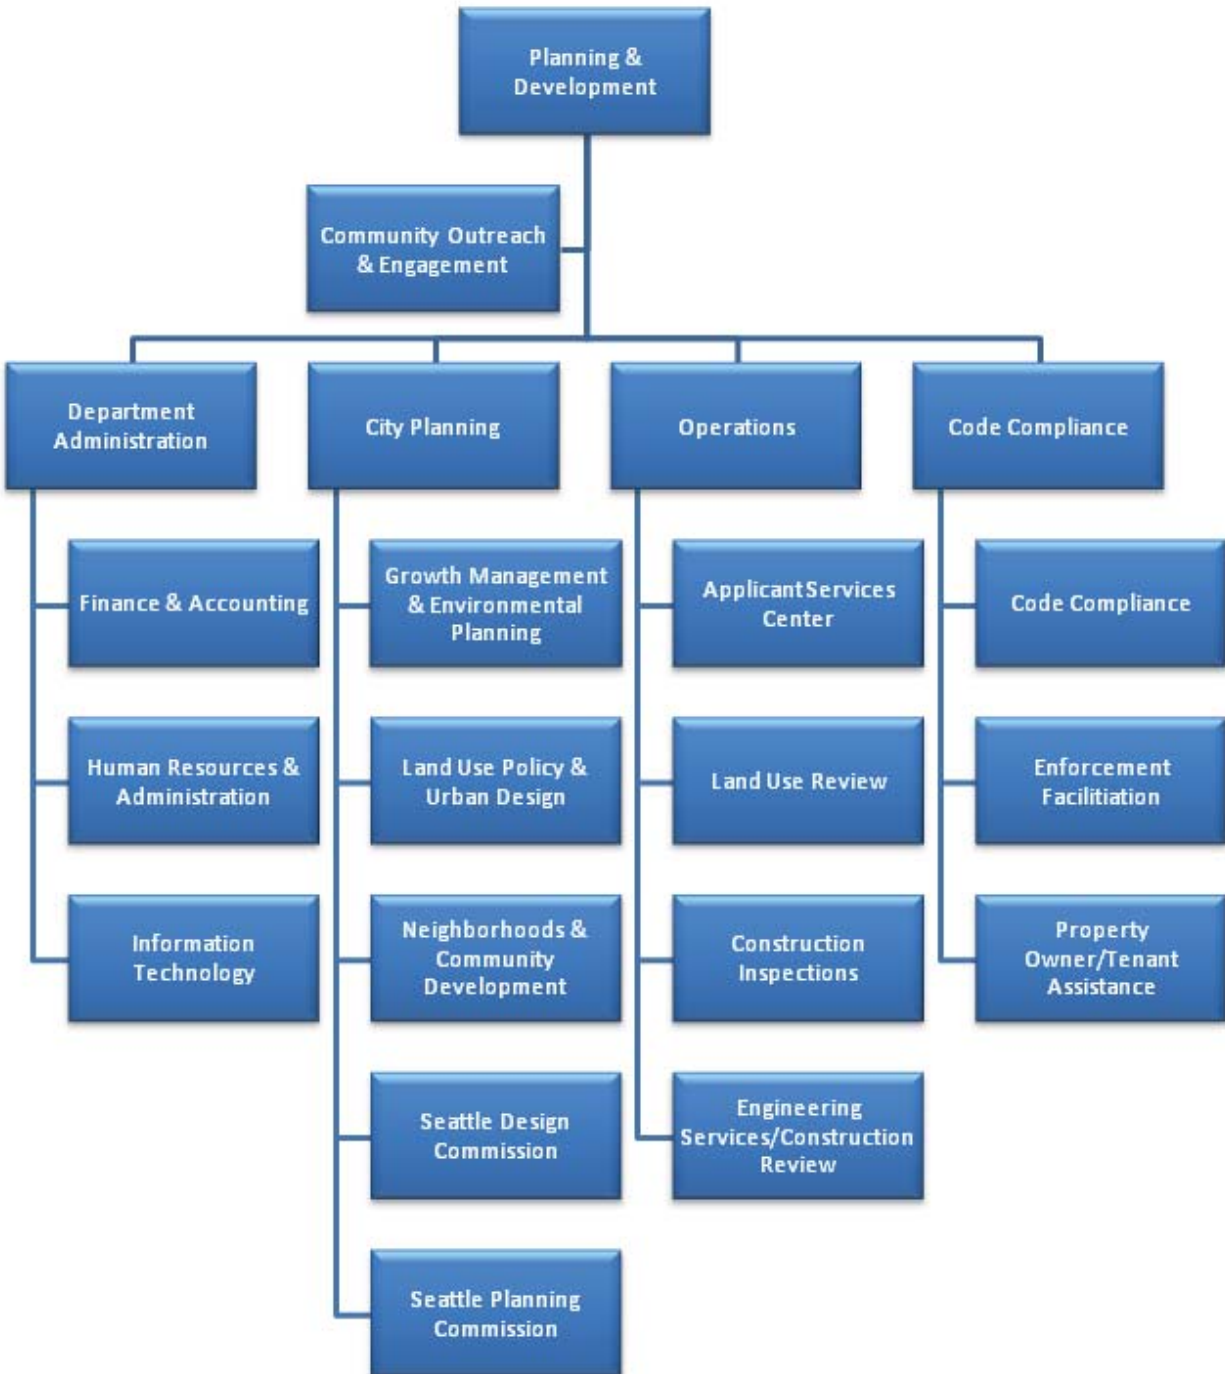 Planning &
Development
Community Outreach
& Engagement
Department
Administration
City Planning
Operations
Code Compliance
Finance & Accounting
Growth Management
& Environmental
Planning
Applicant Services
Center
Code Compliance
Human Resources &
Administration
Land Use Policy &
Urban Design
Land Use Review
Enforcement
Facilitiation
Information
Technology
Neighborhoods &
Community
Development
Construction
Inspections
Property
Owner/Tenant
Assistance
Seattle Design
Commission
Engineering
Services/Construction
Review
Seattle Planning
Commission